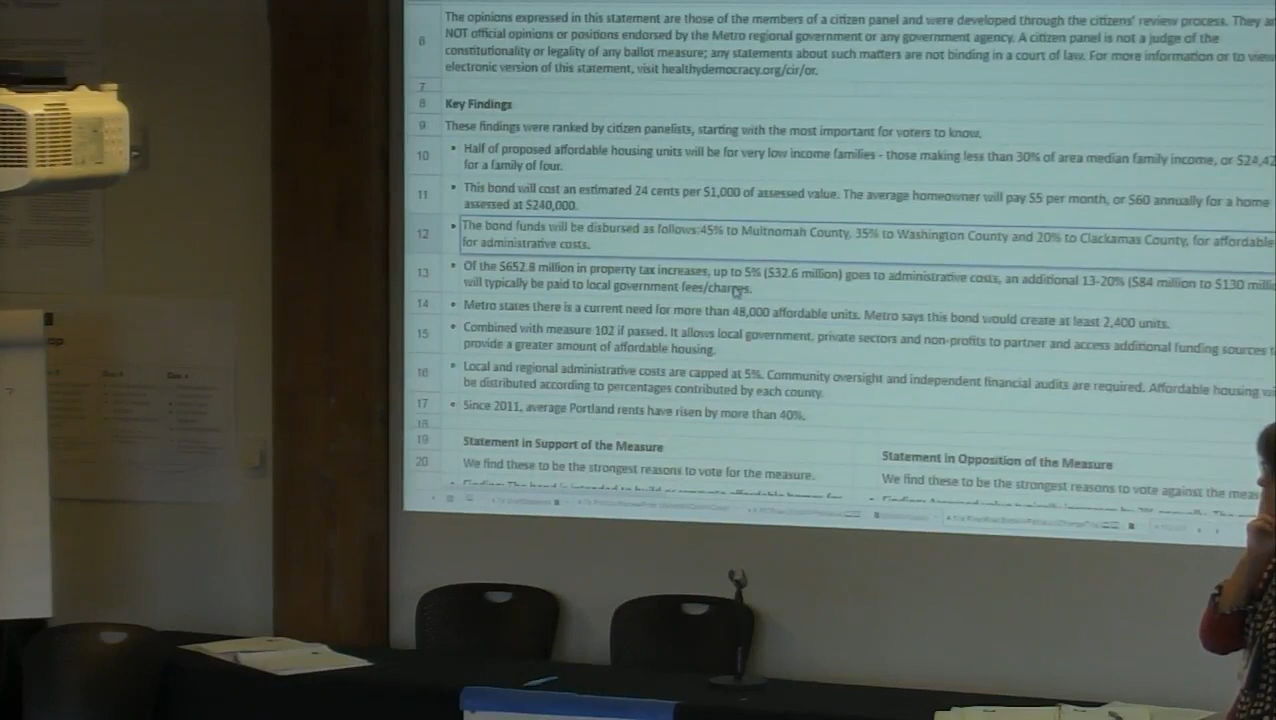 6 The opinions expressed in this statement are those of the members of a citizen panel and were developed through the citizens' review process. They
NOT official opinions or positions endorsed by the Metro regional government or any government agency. A citizen panel is not a judge of the
constitutionality or legality of any ballot measure; any statements about such matters are not binding in a court of law. For more information or to view
electronic version of this statement, visit healthydemocracy.org/cir/or.
7
8 Key Findings
9 These findings were ranked by citizen panelists, starting with the most important for voters to know.
10 • Half of proposed affordable housing units will be for very low income families - those making less than 30% of area median family income, or $24,42
for a family of four.
11 • This bond will cost an estimated 24 cents per $1,000 of assessed value. The average homeowner will pay $5 per month, or $60 annually for a home
assessed at $240,000.
12 • The bond funds will be disbursed as follows:45% to Multnomah County, 35% to Washington County and 20% to Clackamas County, for affordable
for administrative costs.
13 • Of the $652.8 million in property tax increases, up to 5% ($32.6 million) goes to administrative costs, an additional 13-20% ($84 million to $130
will typically be paid to local government fees/charges.
14 • Metro states there is a current need for more than 48,000 affordable units. Metro says this bond would create at least 2,400 units.
15 • Combined with measure 102 if passed. It allows local government, private sectors and non-profits to partner and access additional funding sources
provide a greater amount of affordable housing.
16 • Local and regional administrative costs are capped at 5%. Community oversight and independent financial audits are required. Affordable housing
be distributed according to percentages contributed by each county.
17 • Since 2011, average Portland rents have risen by more than 40%.
18
19 Statement in Support of the Measure Statement in Opposition of the Measure
20 We find these to be the strongest reasons to vote for the measure. We find these to be the strongest reasons to vote against the